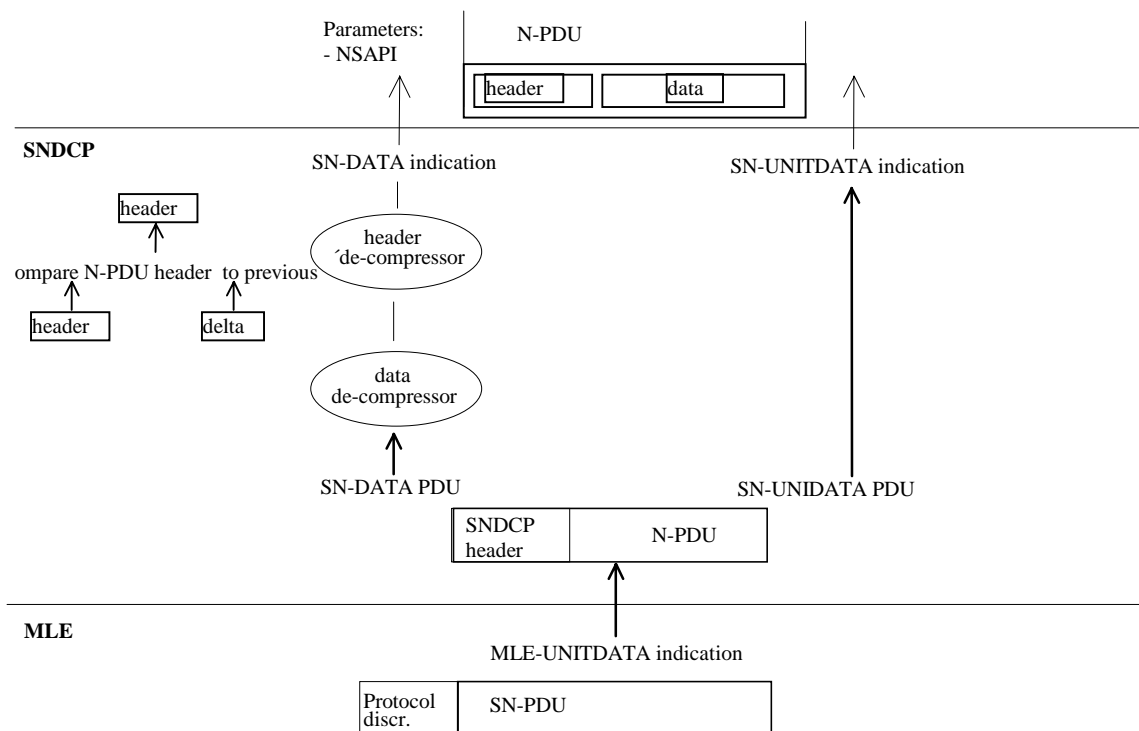 Parameters:
- NSAPI
N-PDU
header
data
SNDCP
SN-DATA indication
SN-UNITDATA indication
header
header
´de-compressor
ompare N-PDU header to previous
header
delta
data
de-compressor
SN-DATA PDU
SN-UNIDATA PDU
SNDCP
header
N-PDU
MLE
MLE-UNITDATA indication
Protocol
discr.
SN-PDU